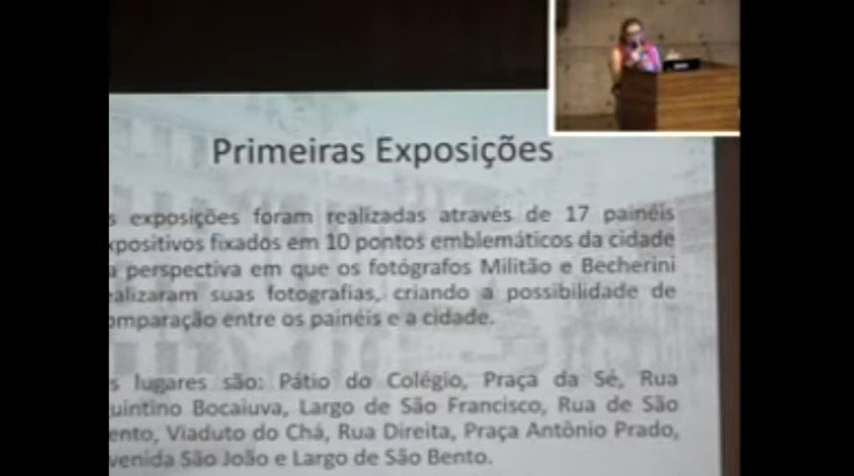 Primeiras Exposições
s exposições foram realizadas através de 17 painéis
xpositivos fixados em 10 pontos emblemáticos da cidade
a perspectiva em que os fotógrafos Militão e Becherini
alizaram suas fotografias, criando a possibilidade de
omparação entre os painéis e a cidade.
s lugares são: Pátio do Colégio, Praça da Sé, Rua
uintino Bocaiuva, Largo de São Francisco, Rua de São
ento, Viaduto do Chá, Rua Direita, Praça Antônio Prado,
venida São João e Largo de São Bento.